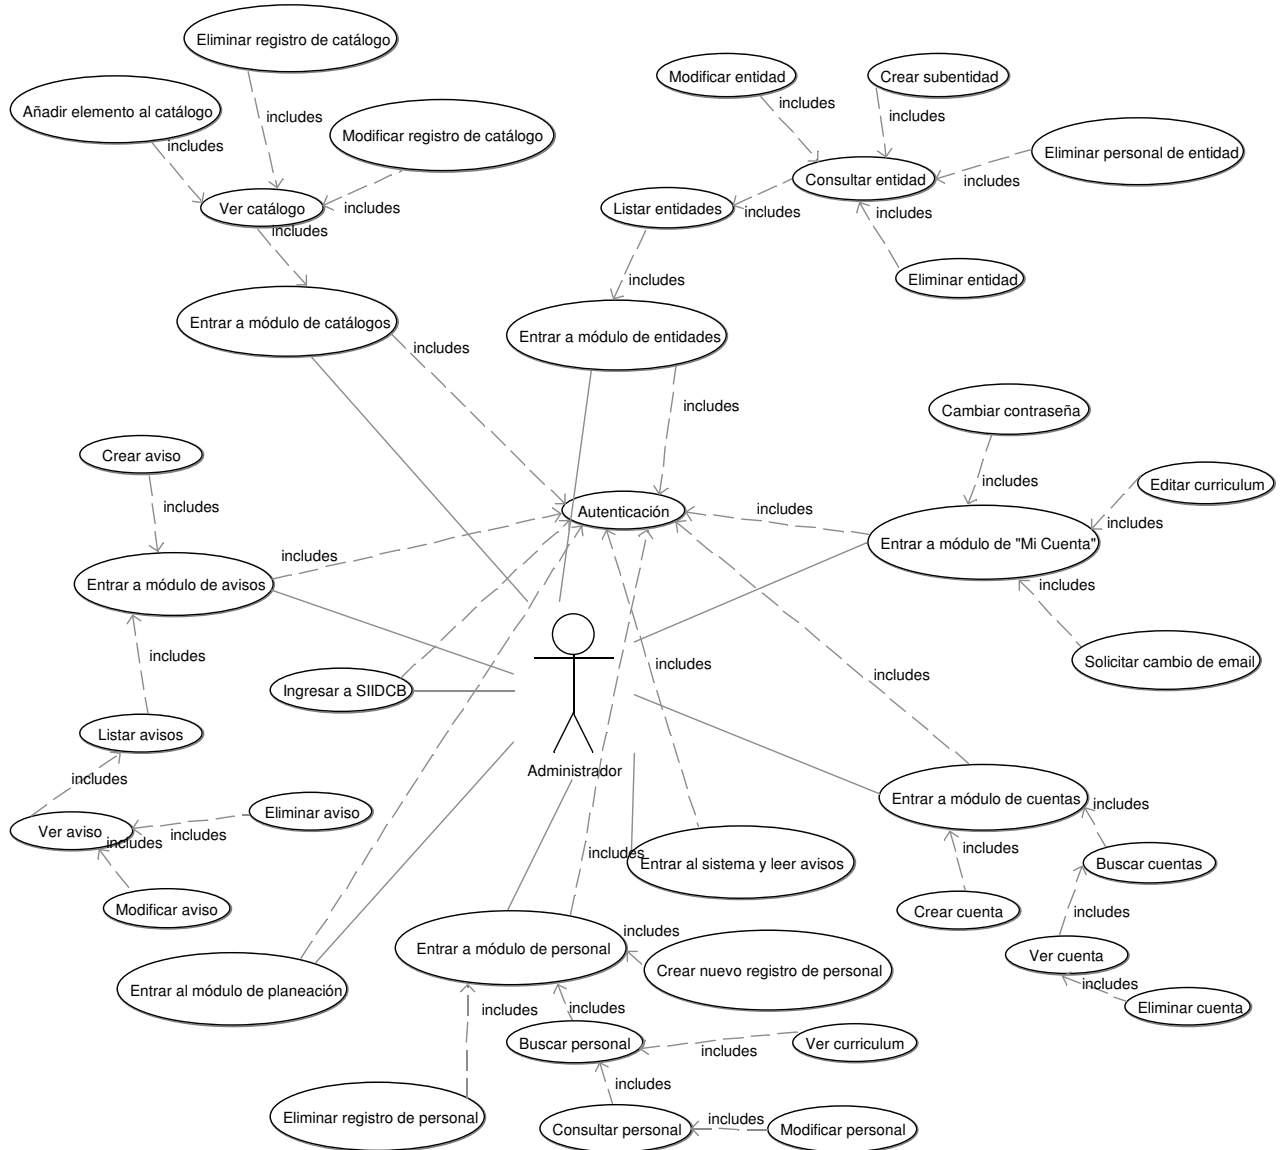 Eliminar registro de catálogo
Añadir elemento al catálogo
includes
includes
Modificar registro de catálogo
Ver catálogo
includes
includes
Entrar a módulo de catálogos
includes
Modificar entidad
Crear subentidad
includes
includes
Eliminar personal de entidad
Consultar entidad
includes
Listar entidades
includes
includes
Eliminar entidad
includes
Entrar a módulo de entidades
includes
Cambiar contraseña
Crear aviso
includes
includes
Editar curriculum
Autenticación
includes
includes
Entrar a módulo de "Mi Cuenta"
includes
Entrar a módulo de avisos
includes
includes
includes
Solicitar cambio de email
includes
Ingresar a SIIDCB
Listar avisos
includes
Administrador
Entrar a módulo de cuentas
includes
Eliminar aviso
Ver aviso
includes
includes
includes
Entrar al sistema y leer avisos
includes
Buscar cuentas
Modificar aviso
Crear cuenta
includes
includes
Entrar a módulo de personal
Ver cuenta
Crear nuevo registro de personal
Entrar al módulo de planeación
includes
includes
includes
Eliminar cuenta
Buscar personal
includes
Ver curriculum
includes
Eliminar registro de personal
includes
Consultar personal
Modificar personal